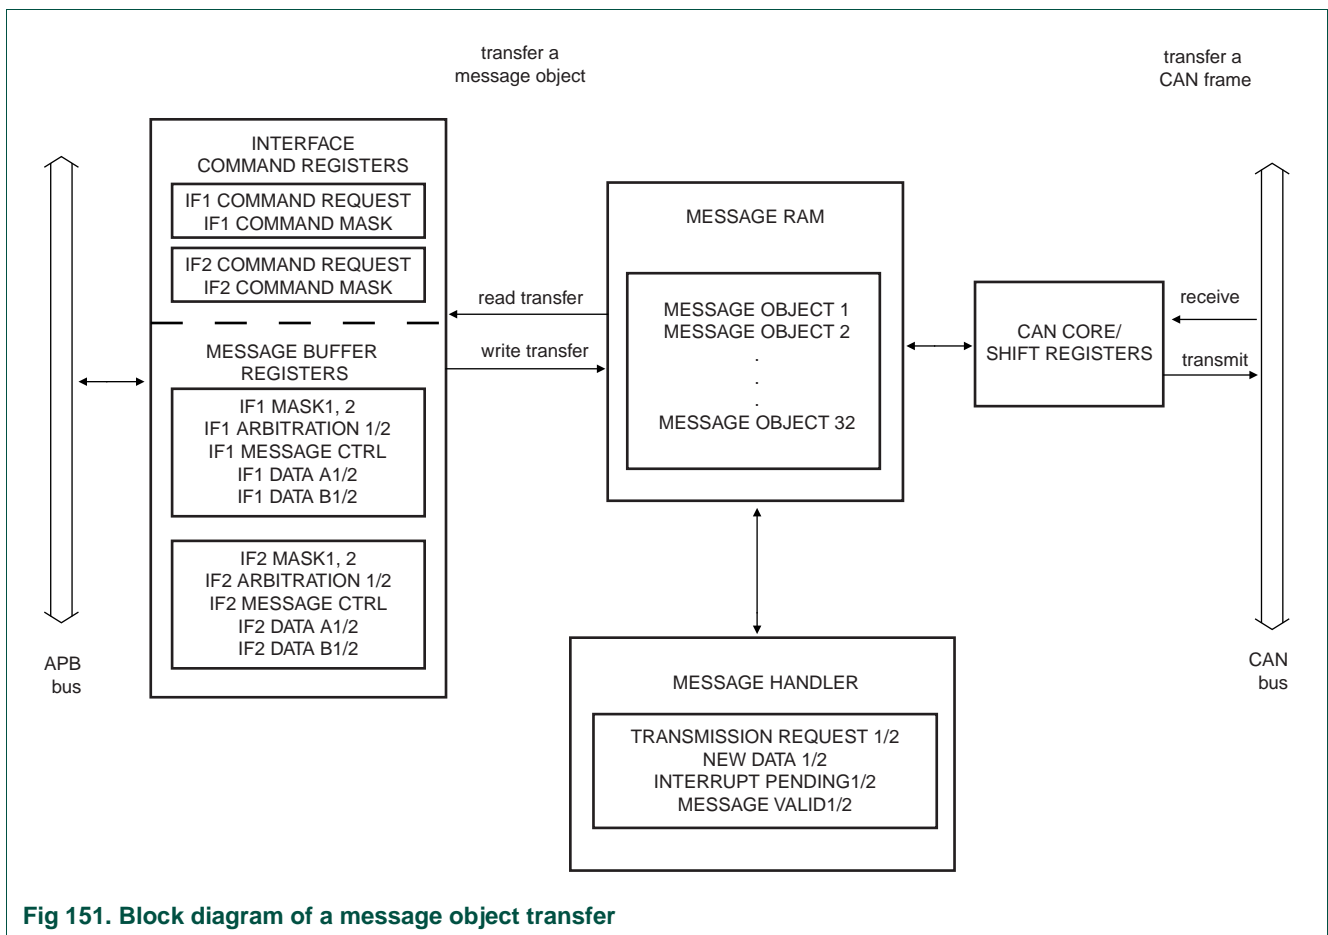 transfer a
message object
transfer a
CAN frame
INTERFACE
COMMAND REGISTERS
IF1 COMMAND REQUEST
IF1 COMMAND MASK
IF2 COMMAND REQUEST
IF2 COMMAND MASK
MESSAGE BUFFER
REGISTERS
IF1 MASK1, 2
IF1 ARBITRATION 1/2
IF1 MESSAGE CTRL
IF1 DATA A1/2
IF1 DATA B1/2
IF2 MASK1, 2
IF2 ARBITRATION 1/2
IF2 MESSAGE CTRL
IF2 DATA A1/2
IF2 DATA B1/2
APB
bus
read transfer
write transfer
MESSAGE RAM
MESSAGE OBJECT 1
MESSAGE OBJECT 2
.
.
.
MESSAGE OBJECT 32
CAN CORE/
SHIFT REGISTERS
receive
transmit
CAN
bus
MESSAGE HANDLER
TRANSMISSION REQUEST 1/2
NEW DATA 1/2
INTERRUPT PENDING1/2
MESSAGE VALID1/2
Fig 151. Block diagram of a message object transfer